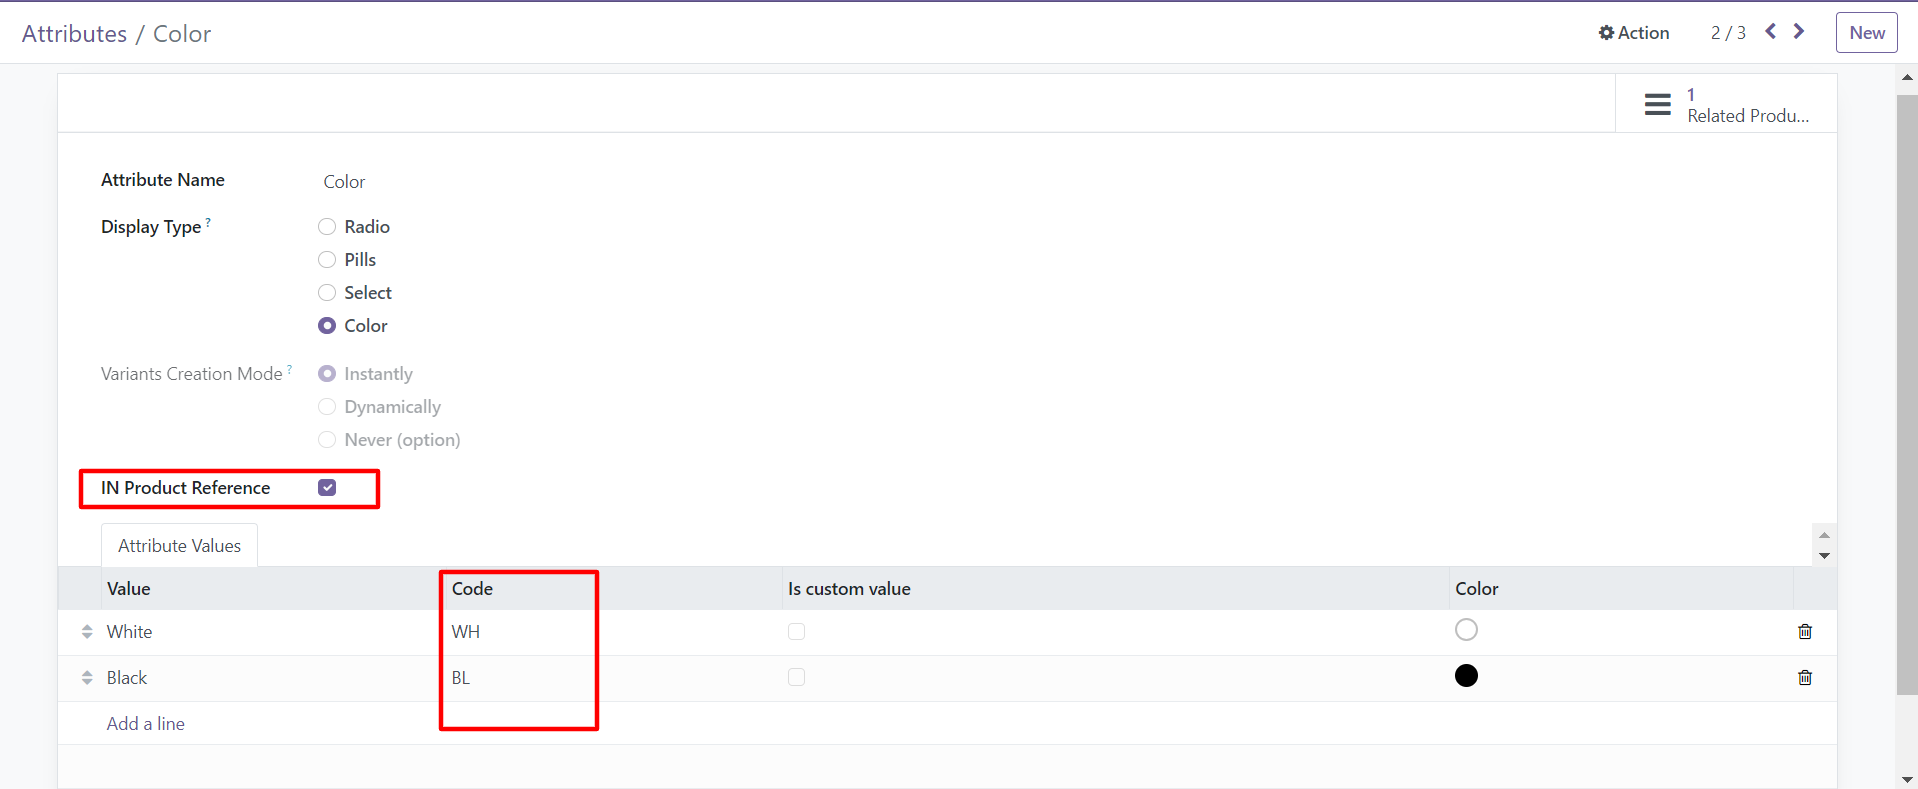 Attributes / Color
Action 2 / 3 New
1
Related Produ...
Attribute Name Color
Display Type ? Radio
Pills
Select
Color
Variants Creation Mode ? Instantly
Dynamically
Never (option)
IN Product Reference
Attribute Values
Value Code Is custom value Color
White WH
Black BL
Add a line